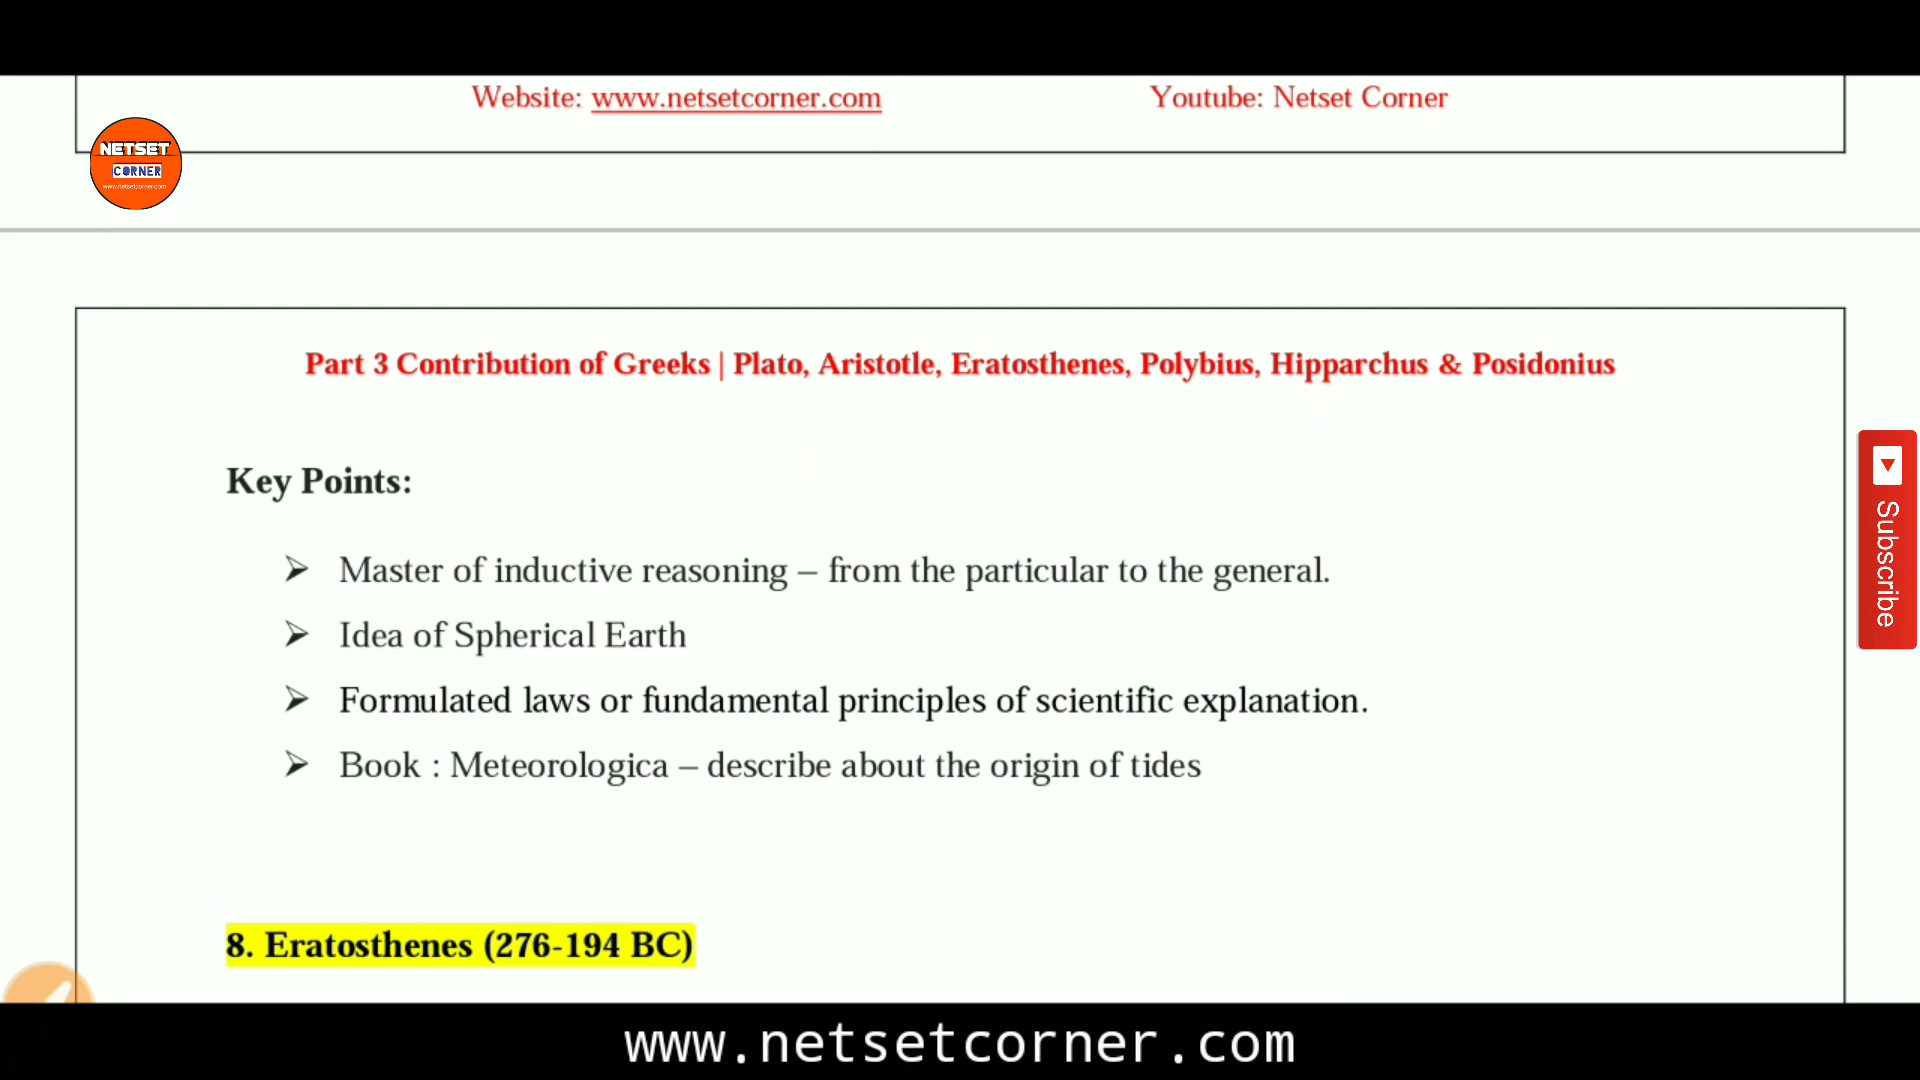 Website: www.netsetcorner.com Youtube: Netset Corner
NETSET
CORNER
www.netsetcorner.com
Part 3 Contribution of Greeks | Plato, Aristotle, Eratosthenes, Polybius, Hipparchus & Posidonius
Key Points:
➢ Master of inductive reasoning – from the particular to the general.
➢ Idea of Spherical Earth
➢ Formulated laws or fundamental principles of scientific explanation.
➢ Book : Meteorologica – describe about the origin of tides
Subscribe
8. Eratosthenes (276-194 BC)
www.netsetcorner.com